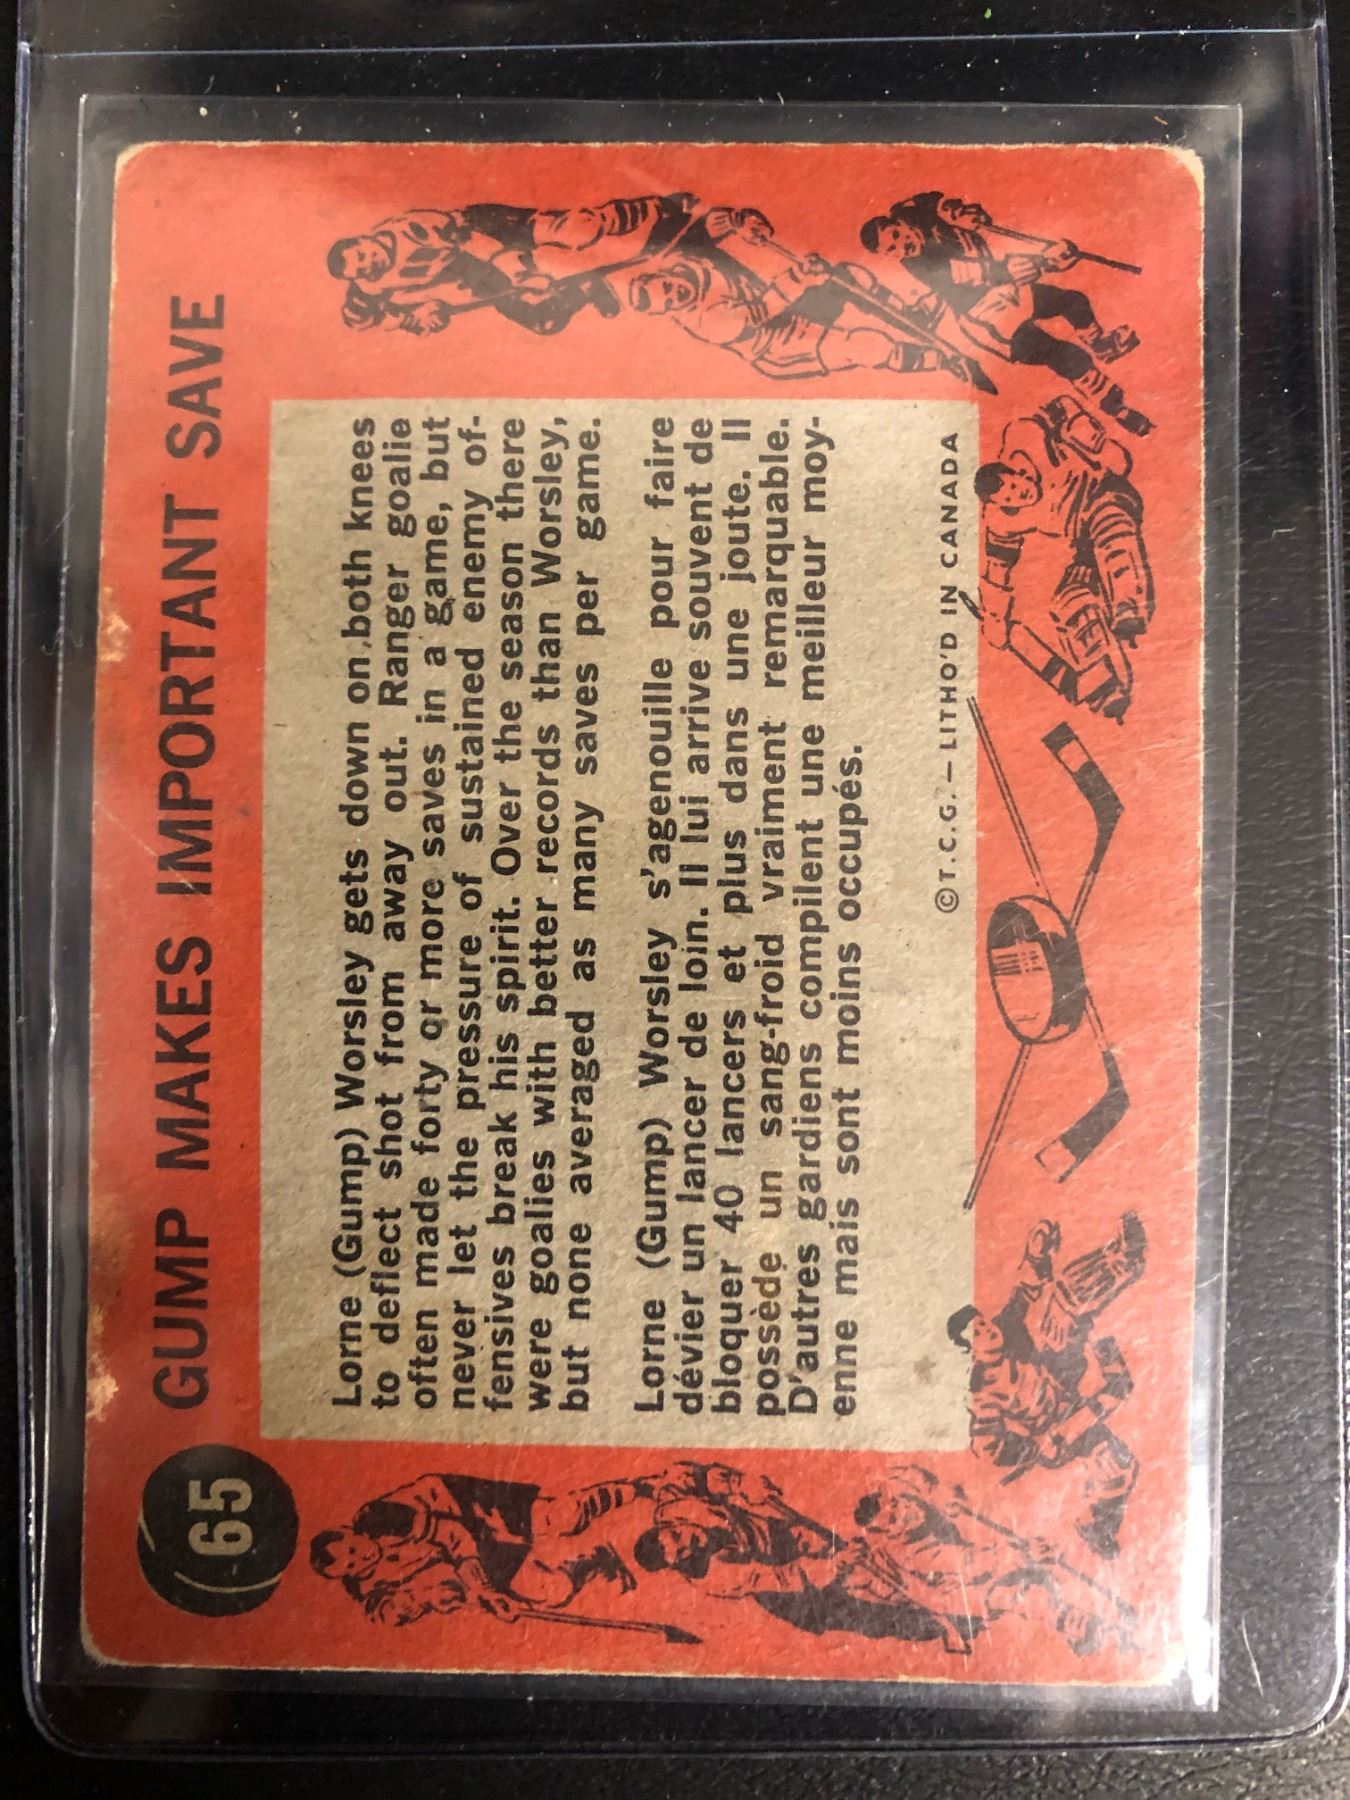 65
GUMP MAKES IMPORTANT SAVE
Lorne (Gump) Worsley gets down on both knees
to deflect shot from away out. Ranger goalie
often made forty or more saves in a game, but
never let the pressure of sustained enemy of-
fensives break his spirit. Over the season there
were goalies with better records than Worsley,
but none averaged as many saves per game.
Lorne (Gump) Worsley s'agenouille pour faire
dévier un lancer de loin. Il lui arrive souvent de
bloquer 40 lancers et plus dans une joute. Il
possède un sang-froid vraiment remarquable.
D'autres gardiens compilent une meilleur moy-
enne mais sont moins occupés.
©T.C.G.—LITHO'D IN CANADA